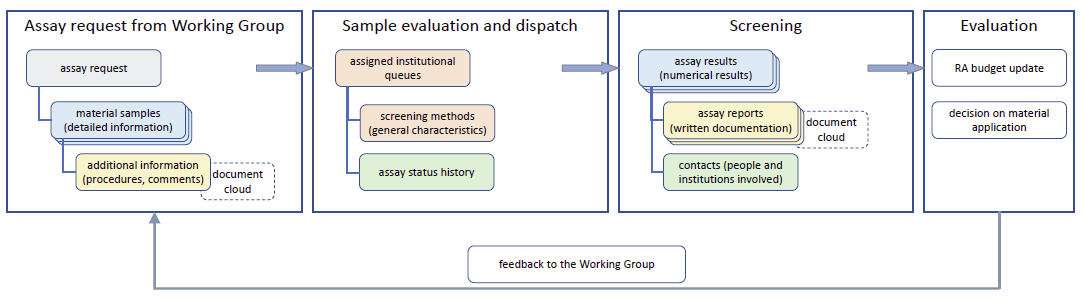 Assay request from Working Group
assay request
material samples
(detailed information)
additional information
(procedures, comments)
document
cloud
Sample evaluation and dispatch
assigned institutional
queues
screening methods
(general characteristics)
assay status history
Screening
assay results
(numerical results)
assay reports
(written documentation)
document
cloud
contacts (people and
institutions involved)
Evaluation
RA budget update
decision on material
application
feedback to the Working Group